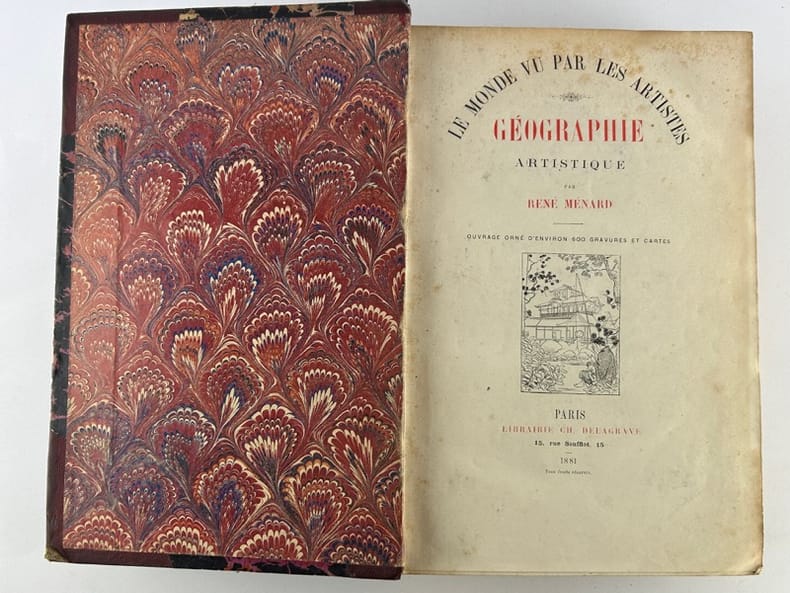 LE MONDE VU PAR LES ARTISTES
GÉOGRAPHIE
ARTISTIQUE
PAR
RENÉ MÉNARD
OUVRAGE ORNÉ D'ENVIRON 600 GRAVURES ET CARTES
PARIS
LIBRAIRIE CH. DELAGRAVE
15, rue Soufflot, 15
1881
Tous droits réservés.